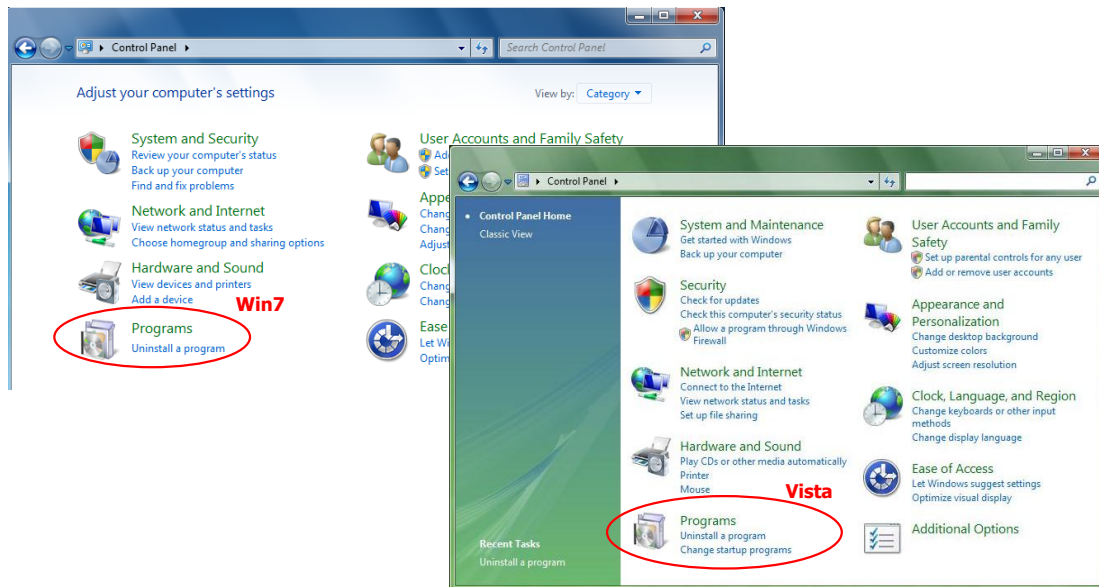 Control Panel
Search Control Panel
Adjust your computer's settings
View by: Category
System and Security
Review your computer's status
Back up your computer
Find and fix problems
Network and Internet
View network status and tasks
Choose homegroup and sharing options
Hardware and Sound
View devices and printers
Add a device
Win7
Programs
Uninstall a program
User Accounts and Family Safety
Control Panel
Control Panel Home
Classic View
System and Maintenance
Get started with Windows
Back up your computer
Security
Check for updates
Check this computer's security status
Allow a program through Windows
Firewall
Network and Internet
Connect to the Internet
View network status and tasks
Set up file sharing
Hardware and Sound
Play CDs or other media automatically
Printer
Mouse
Vista
Programs
Uninstall a program
Change startup programs
User Accounts and Family
Safety
Set up parental controls for any user
Add or remove user accounts
Appearance and
Personalization
Change desktop background
Customize colors
Adjust screen resolution
Clock, Language, and Region
Change keyboards or other input
methods
Change display language
Ease of Access
Let Windows suggest settings
Optimize visual display
Additional Options
Recent Tasks
Uninstall a program